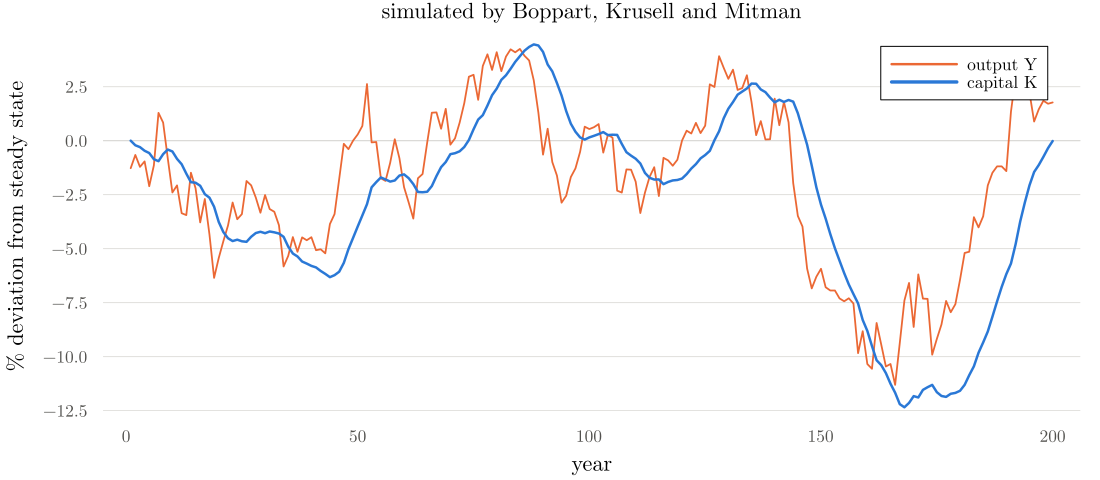 simulated by Boppart, Krusell and Mitman
output Y
capital K
% deviation from steady state
2.5
0.0
−2.5
−5.0
−7.5
−10.0
−12.5
0 50 100 150 200
year